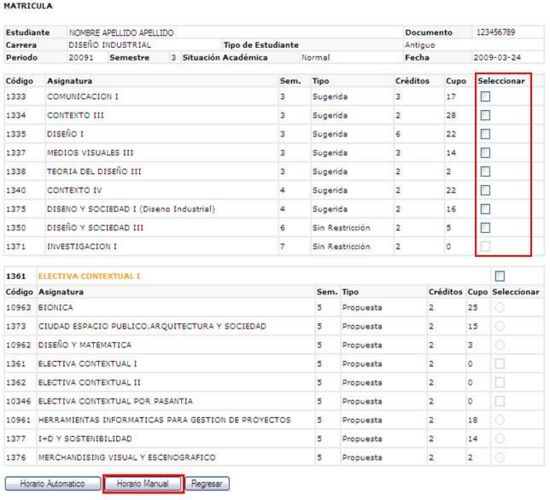 MATRICULA
Estudiante NOMBRE APELLIDO APELLIDO Documento 123456789
Carrera DISEÑO INDUSTRIAL Tipo de Estudiante Antiguo
Periodo 20091 Semestre 3 Situación Académica Normal Fecha 2009-03-24
Código Asignatura Sem. Tipo Créditos Cupo Seleccionar
1333 COMUNICACION I 3 Sugerida 3 17
1334 CONTEXTO III 3 Sugerida 2 28
1335 DISEÑO I 3 Sugerida 6 22
1337 MEDIOS VISUALES III 3 Sugerida 3 14
1338 TEORIA DEL DISEÑO III 3 Sugerida 2 2
1340 CONTEXTO IV 4 Sugerida 2 22
1375 DISENO Y SOCIEDAD I (Diseno Industrial) 4 Sugerida 2 16
1350 DISEÑO Y SOCIEDAD III 6 Sin Restricción 2 5
1371 INVESTIGACION I 7 Sin Restricción 2 0
1361 ELECTIVA CONTEXTUAL I
Código Asignatura Sem. Tipo Créditos Cupo Seleccionar
10963 BIONICA 5 Propuesta 2 25
1373 CIUDAD ESPACIO PUBLICO,ARQUITECTURA Y SOCIEDAD 5 Propuesta 2 15
10962 DISEÑO Y MATEMATICA 5 Propuesta 2 3
1361 ELECTIVA CONTEXTUAL I 5 Propuesta 2 0
1362 ELECTIVA CONTEXTUAL II 5 Propuesta 2 0
10346 ELECTIVA CONTEXTUAL POR PASANTIA 5 Propuesta 2 0
10961 HERRAMIENTAS INFORMATICAS PARA GESTION DE PROYECTOS 5 Propuesta 2 18
1377 I+D Y SOSTENIBILIDAD 5 Propuesta 2 14
1376 MERCHANDISING VISUAL Y ESCENOGRAFICO 5 Propuesta 2 2
Horario Automatico Horario Manual Regresar